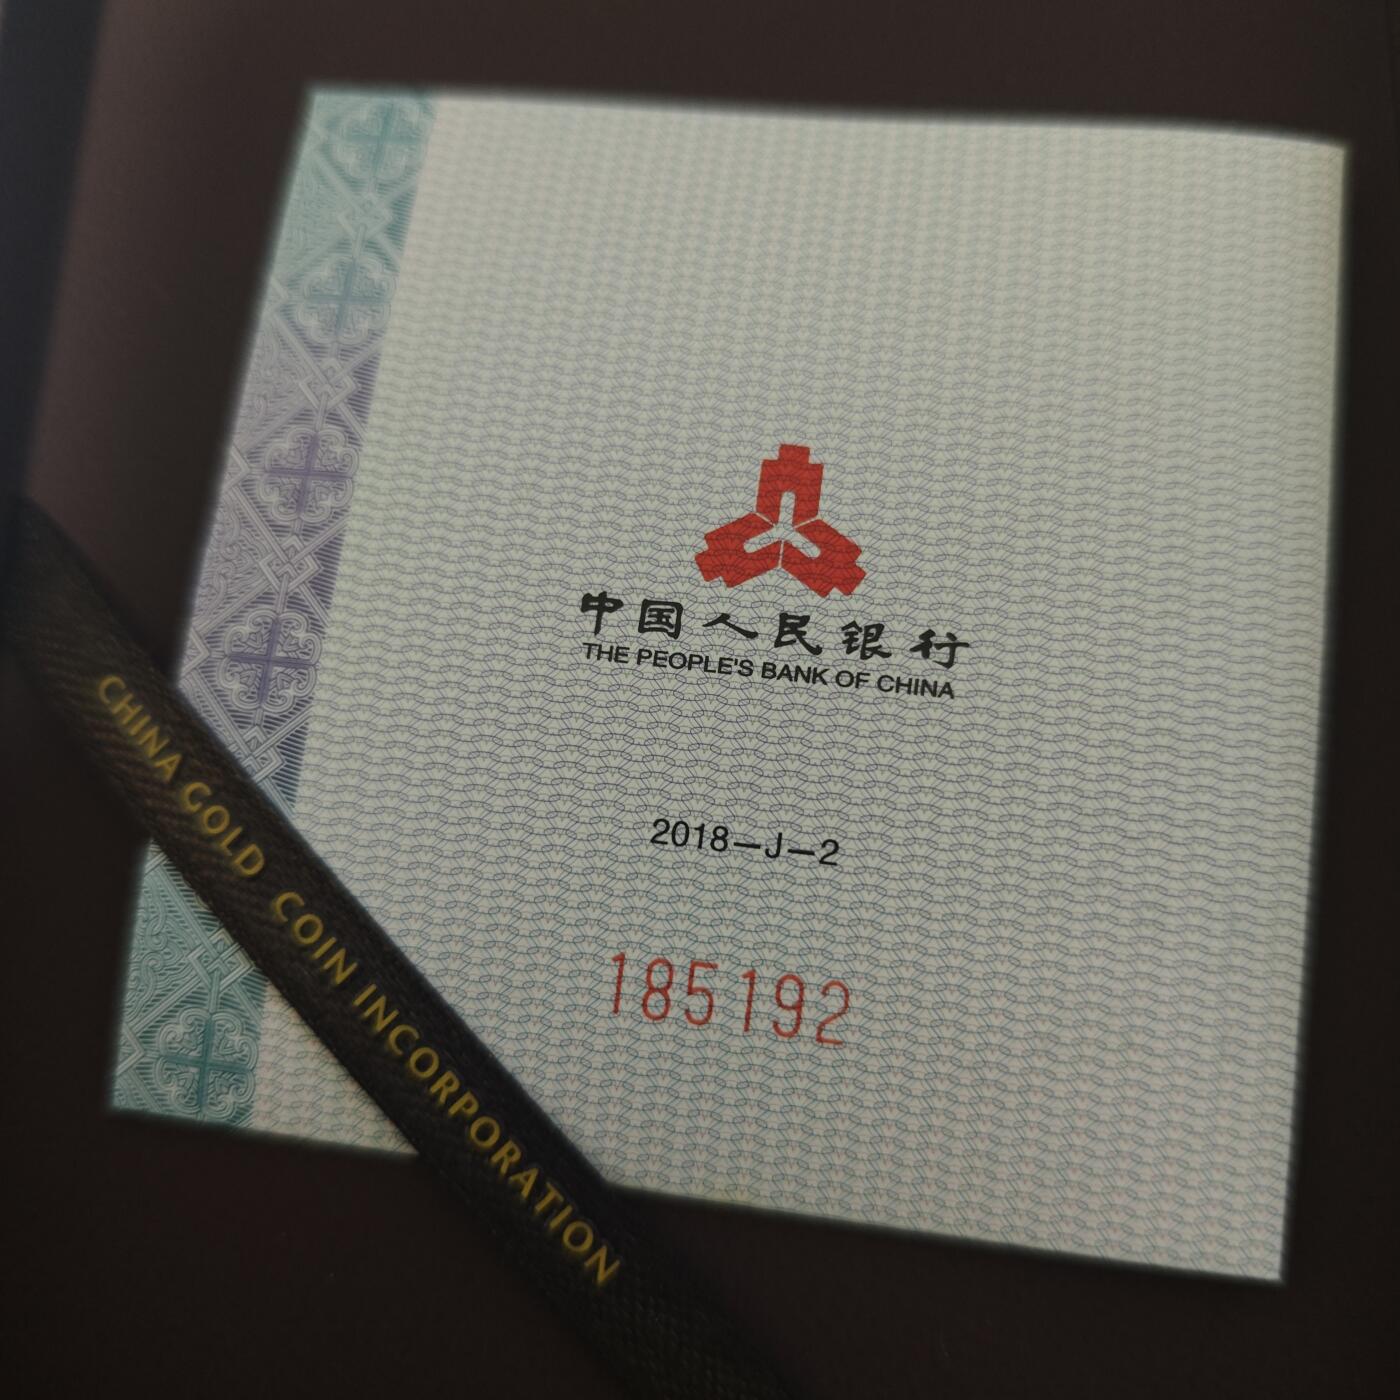 中国人民银行
THE PEOPLE'S BANK OF CHINA
2018—J—2
185192
CHINA GOLD COIN INCORPORATION